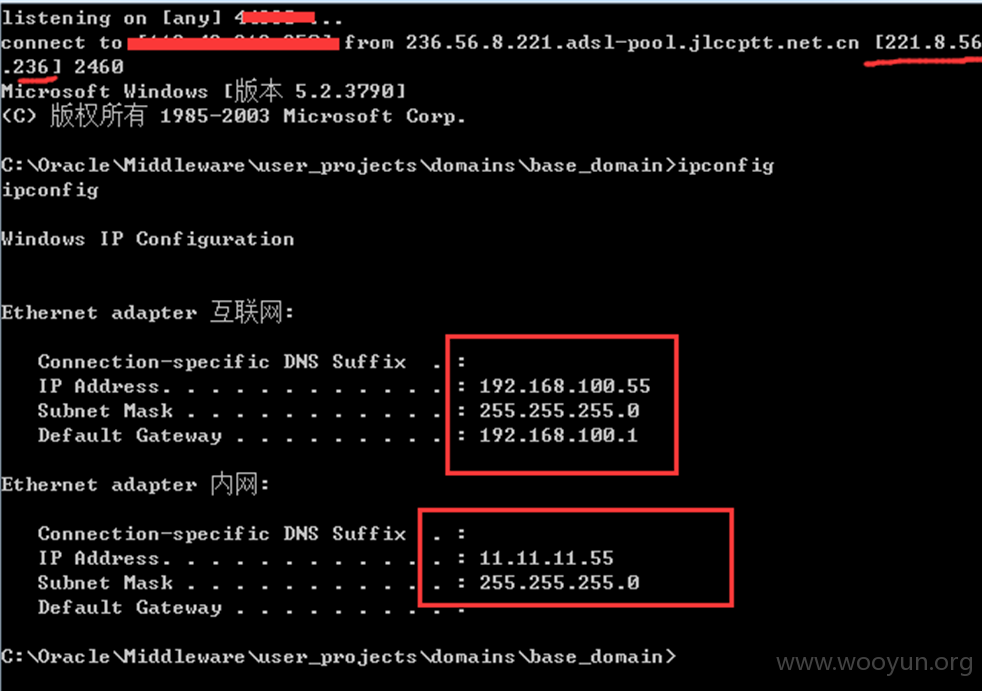 listening on [any] 4 ...
connect to from 236.56.8.221.adsl-pool.jlccptt.net.cn [221.8.56
.236] 2460
Microsoft Windows [版本 5.2.3790]
(C) 版权所有 1985-2003 Microsoft Corp.
C:\Oracle\Middleware\user_projects\domains\base_domain>ipconfig
ipconfig
Windows IP Configuration
Ethernet adapter 互联网:
Connection-specific DNS Suffix . :
IP Address. . . . . . . . . . . . : 192.168.100.55
Subnet Mask . . . . . . . . . . . : 255.255.255.0
Default Gateway . . . . . . . . . : 192.168.100.1
Ethernet adapter 内网:
Connection-specific DNS Suffix . :
IP Address. . . . . . . . . . . . : 11.11.11.55
Subnet Mask . . . . . . . . . . . : 255.255.255.0
Default Gateway . . . . . . . . . :
C:\Oracle\Middleware\user_projects\domains\base_domain>
www.wooyun.org